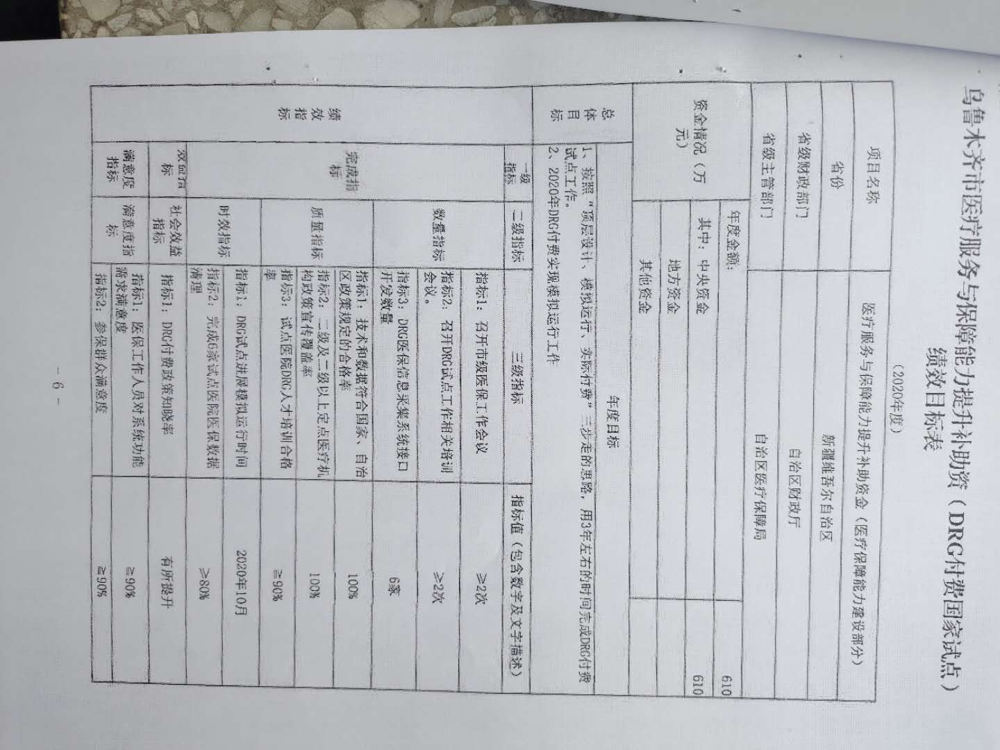 乌鲁木齐市医疗服务与保障能力提升补助资（DRG付费国家试点）
绩效目标表
（2020年度）
项目名称 医疗服务与保障能力提升补助资金（医疗保障能力建设部分）
省份 新疆维吾尔自治区
省级财政部门 自治区财政厅
省级主管部门 自治区医疗保障局
资金情况（万
元）
年度金额： 610
其中：中央资金 610
地方资金
其他资金
总
体
目
标
年度目标
1、按照“顶层设计、模拟运行、实际付费”三步走的思路，用3年左右的时间完成DRG付费
试点工作。
2、2020年DRG付费实现模拟运行工作
绩
效
指
标
一级
指标
二级指标 三级指标 指标值（包含数字及文字描述）
完成指
标
数量指标
指标1：召开市级医保工作会议 ≥2次
指标2：召开DRG试点工作相关培训
会议。
≥2次
指标3：DRG医保信息采集系统接口
开发数量
6家
质量指标
指标1：技术和数据符合国家、自治
区政策规定的合格率
100%
指标2：二级及二级以上定点医疗机
构政策宣传覆盖率
100%
指标3：试点医院DRG人才培训合格
率
≥90%
时效指标
指标1：DRG试点进展模拟运行时间 2020年10月
指标2：完成6家试点医院医保数据
清理
≥80%
效益指
标
社会效益
指标
指标1：DRG付费政策知晓率 有所提升
满意度
指标
满意度指
标
指标1：医保工作人员对系统功能
需求满意度
≥90%
指标2：参保群众满意度 ≥90%
- 6 -